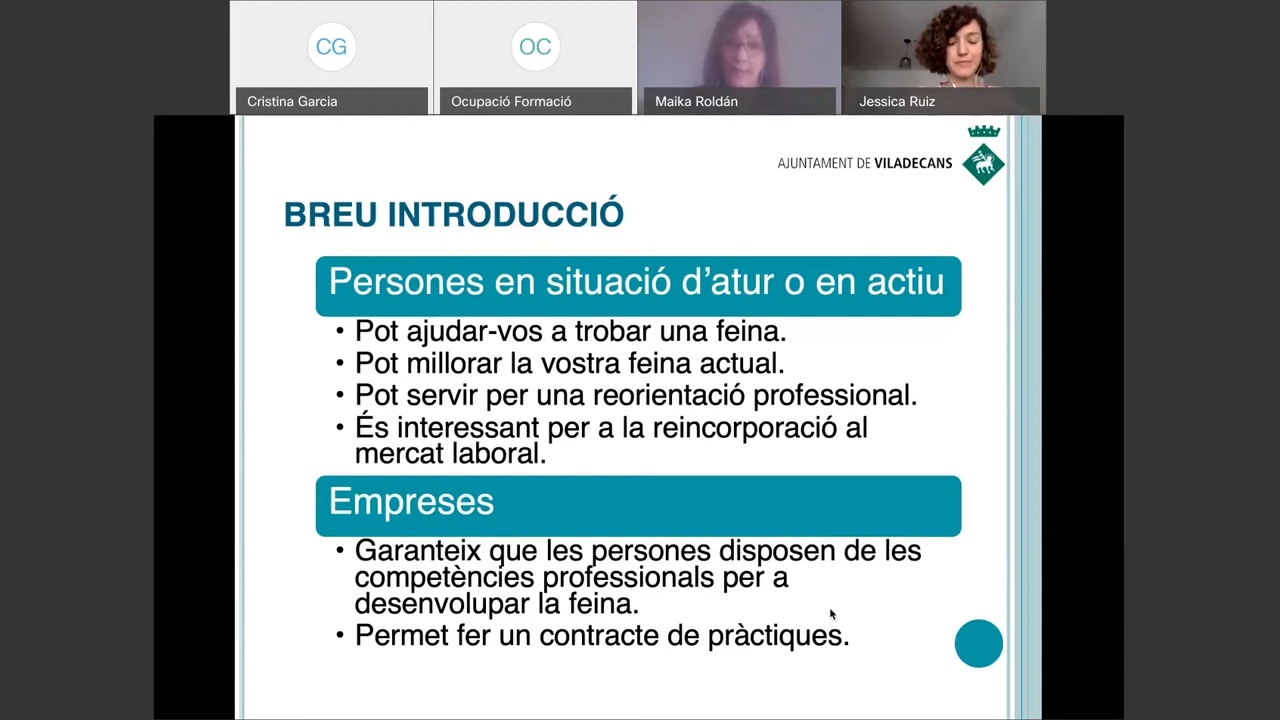 CG
OC
Cristina Garcia
Ocupació Formació
Maika Roldán
Jessica Ruiz
AJUNTAMENT DE VILADECANS
BREU INTRODUCCIÓ
Persones en situació d’atur o en actiu
• Pot ajudar-vos a trobar una feina.
• Pot millorar la vostra feina actual.
• Pot servir per una reorientació professional.
• És interessant per a la reincorporació al
mercat laboral.
Empreses
• Garanteix que les persones disposen de les
competències professionals per a
desenvolupar la feina.
• Permet fer un contracte de pràctiques.